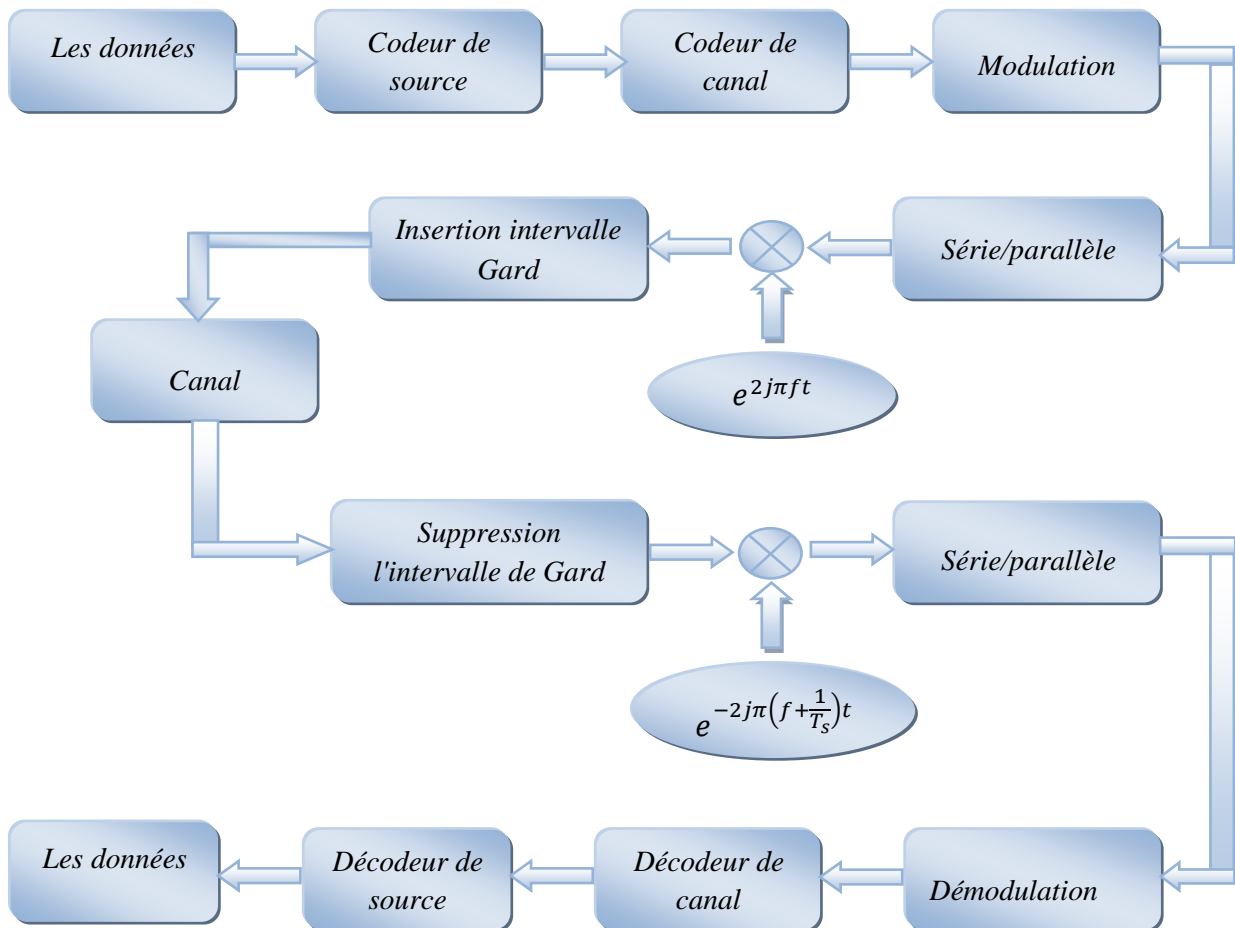 Les données
Codeur de
source
Codeur de
canal
Modulation
Insertion intervalle
Gard
Série/parallèle
Canal
e^{2jπft}
Suppression
l'intervalle de Gard
Série/parallèle
e^{-2jπ(f+\frac{1}{T_s})t}
Les données
Décodeur de
source
Décodeur de
canal
Démodulation